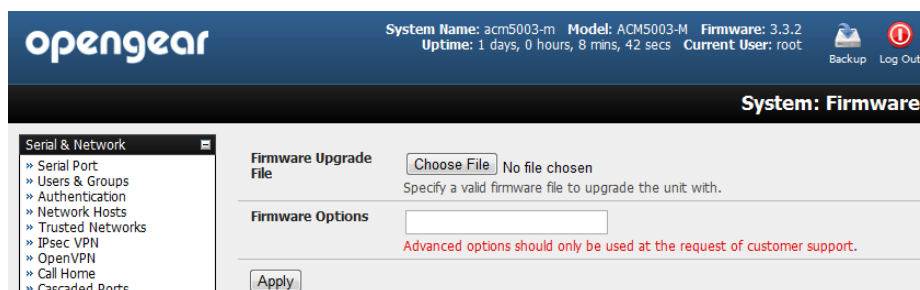 opengear
System Name: acm5003-m Model: ACM5003-M Firmware: 3.3.2
Uptime: 1 days, 0 hours, 8 mins, 42 secs Current User: root
Backup
Log Out
System: Firmware
Serial & Network
» Serial Port
» Users & Groups
» Authentication
» Network Hosts
» Trusted Networks
» IPsec VPN
» OpenVPN
» Call Home
» Cascaded Ports
Firmware Upgrade
File
Choose File No file chosen
Specify a valid firmware file to upgrade the unit with.
Firmware Options
Advanced options should only be used at the request of customer support.
Apply